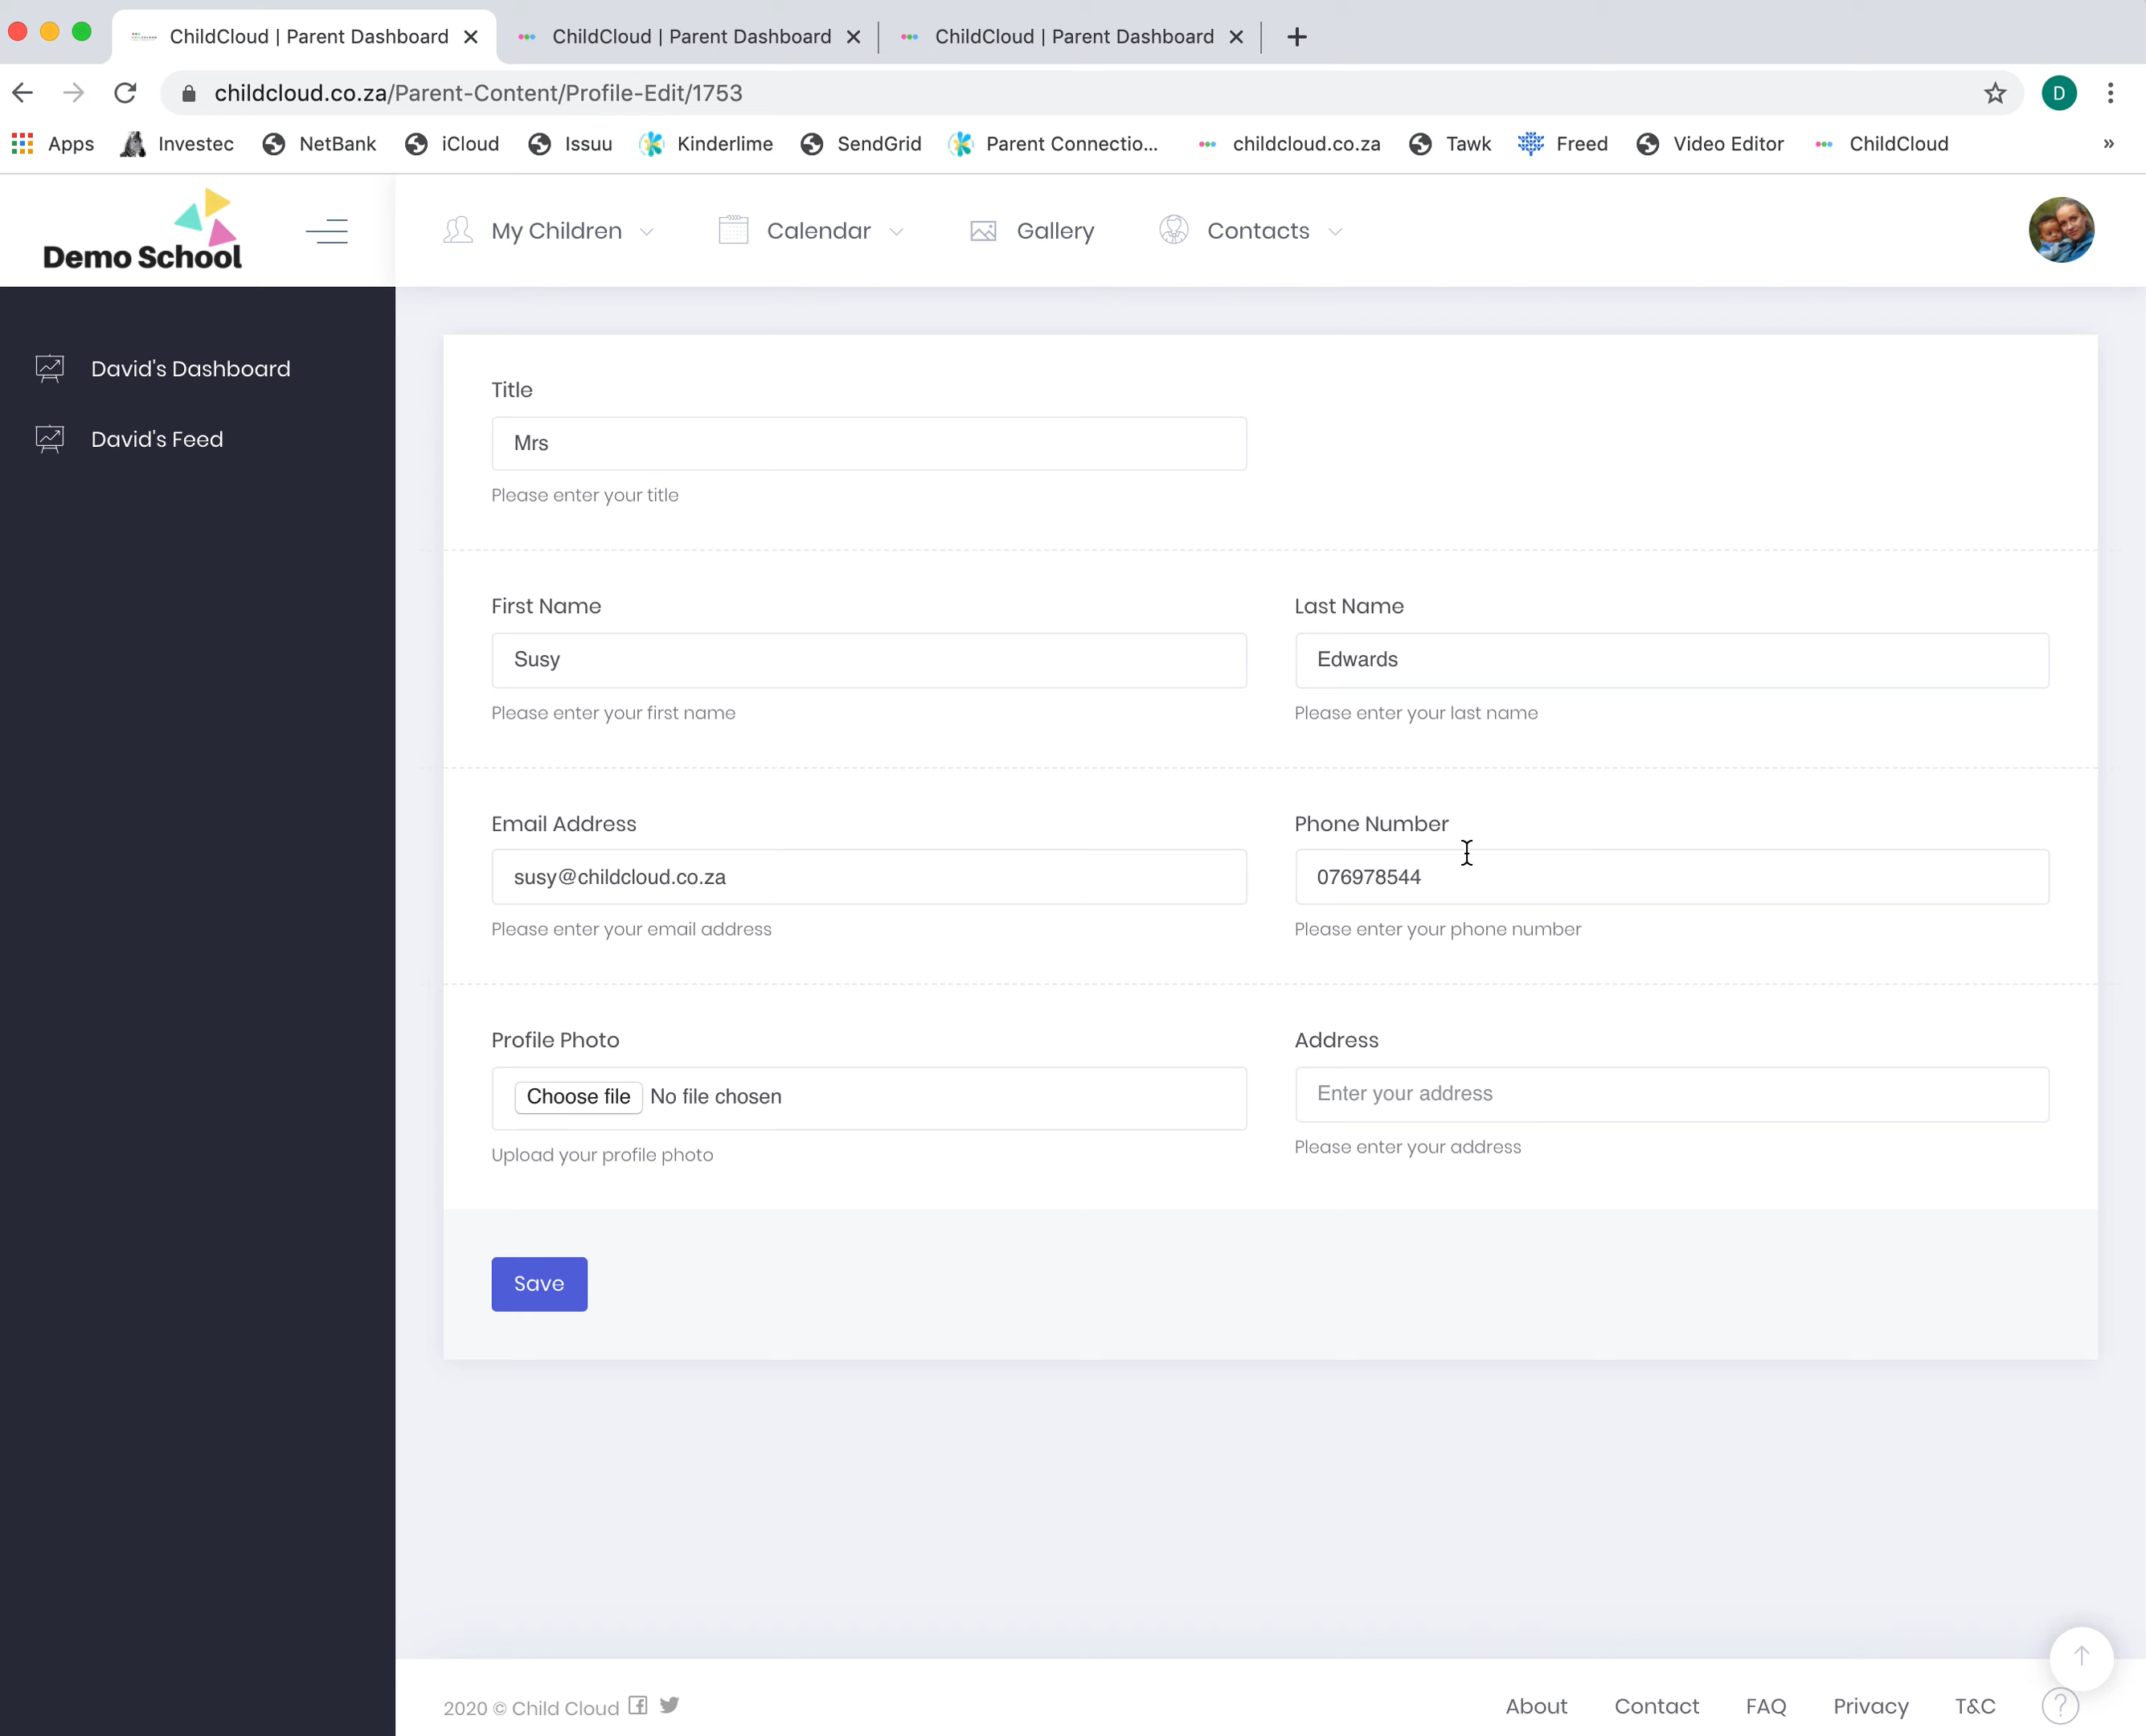 ChildCloud | Parent Dashboard ChildCloud | Parent Dashboard ChildCloud | Parent Dashboard
childcloud.co.za/Parent-Content/Profile-Edit/1753 D
Apps Investec NetBank iCloud Issuu Kinderlime SendGrid Parent Connectio... childcloud.co.za Tawk Freed Video Editor ChildCloud »
Demo School My Children Calendar Gallery Contacts
David's Dashboard
David's Feed
Title
Mrs
Please enter your title
First Name Last Name
Susy Edwards
Please enter your first name Please enter your last name
Email Address Phone Number
susy@childcloud.co.za 076978544
Please enter your email address Please enter your phone number
Profile Photo Address
Choose file No file chosen Enter your address
Upload your profile photo Please enter your address
Save
2020 © Child Cloud About Contact FAQ Privacy T&C ?